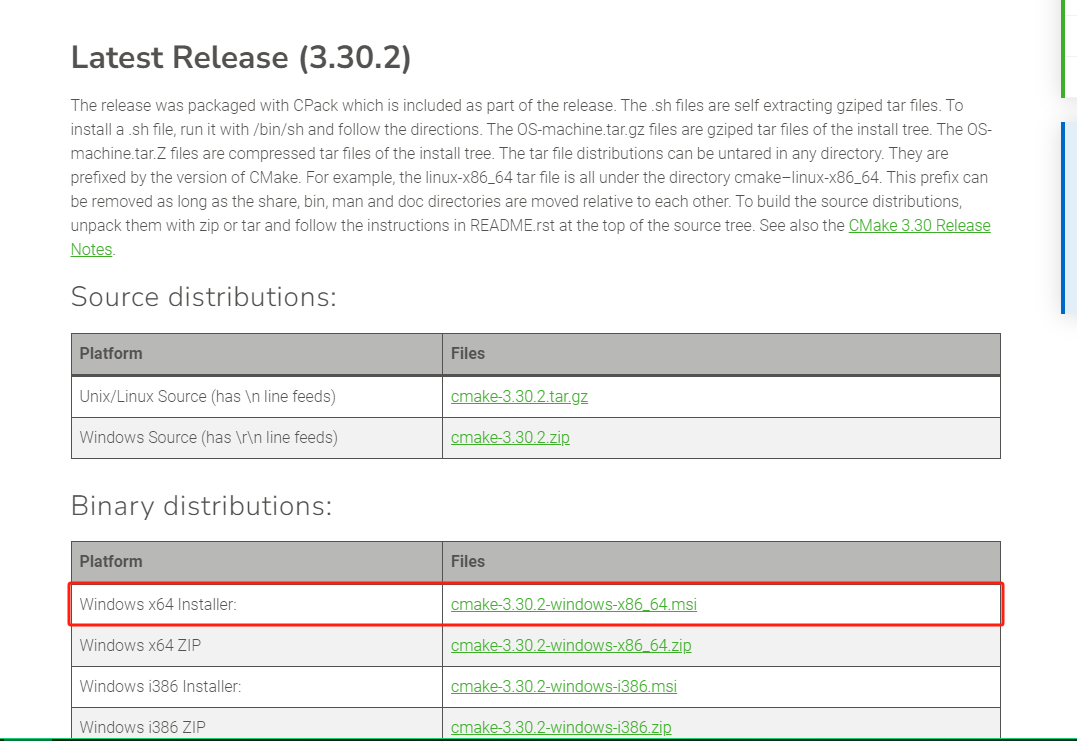 Latest Release (3.30.2)
The release was packaged with CPack which is included as part of the release. The .sh files are self extracting gziped tar files. To
install a .sh file, run it with /bin/sh and follow the directions. The OS-machine.tar.gz files are gziped tar files of the install tree. The OS-
machine.tar.Z files are compressed tar files of the install tree. The tar file distributions can be untared in any directory. They are
prefixed by the version of CMake. For example, the linux-x86_64 tar file is all under the directory cmake–linux-x86_64. This prefix can
be removed as long as the share, bin, man and doc directories are moved relative to each other. To build the source distributions,
unpack them with zip or tar and follow the instructions in README.rst at the top of the source tree. See also the CMake 3.30 Release
Notes.
Source distributions:
Platform Files
Unix/Linux Source (has \n line feeds) cmake-3.30.2.tar.gz
Windows Source (has \r\n line feeds) cmake-3.30.2.zip
Binary distributions:
Platform Files
Windows x64 Installer: cmake-3.30.2-windows-x86_64.msi
Windows x64 ZIP cmake-3.30.2-windows-x86_64.zip
Windows i386 Installer: cmake-3.30.2-windows-i386.msi
Windows i386 ZIP cmake-3.30.2-windows-i386.zip